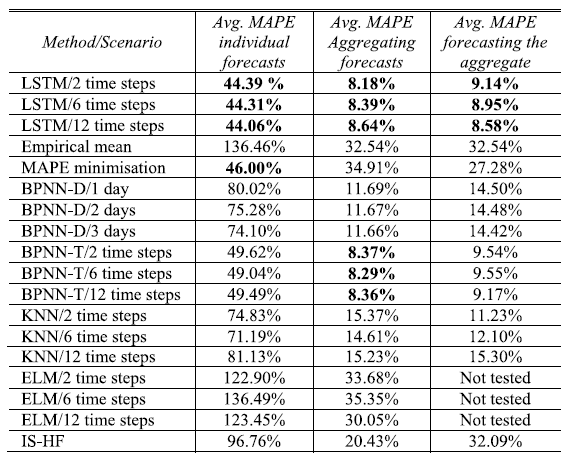 Method/Scenario Avg. MAPE individual forecasts Avg. MAPE Aggregating forecasts Avg. MAPE forecasting the aggregate
LSTM/2 time steps 44.39 % 8.18% 9.14%
LSTM/6 time steps 44.31% 8.39% 8.95%
LSTM/12 time steps 44.06% 8.64% 8.58%
Empirical mean 136.46% 32.54% 32.54%
MAPE minimisation 46.00% 34.91% 27.28%
BPNN-D/1 day 80.02% 11.69% 14.50%
BPNN-D/2 days 75.28% 11.67% 14.48%
BPNN-D/3 days 74.10% 11.66% 14.42%
BPNN-T/2 time steps 49.62% 8.37% 9.54%
BPNN-T/6 time steps 49.04% 8.29% 9.55%
BPNN-T/12 time steps 49.49% 8.36% 9.17%
KNN/2 time steps 74.83% 15.37% 11.23%
KNN/6 time steps 71.19% 14.61% 12.10%
KNN/12 time steps 81.13% 15.23% 15.30%
ELM/2 time steps 122.90% 33.68% Not tested
ELM/6 time steps 136.49% 35.35% Not tested
ELM/12 time steps 123.45% 30.05% Not tested
IS-HF 96.76% 20.43% 32.09%